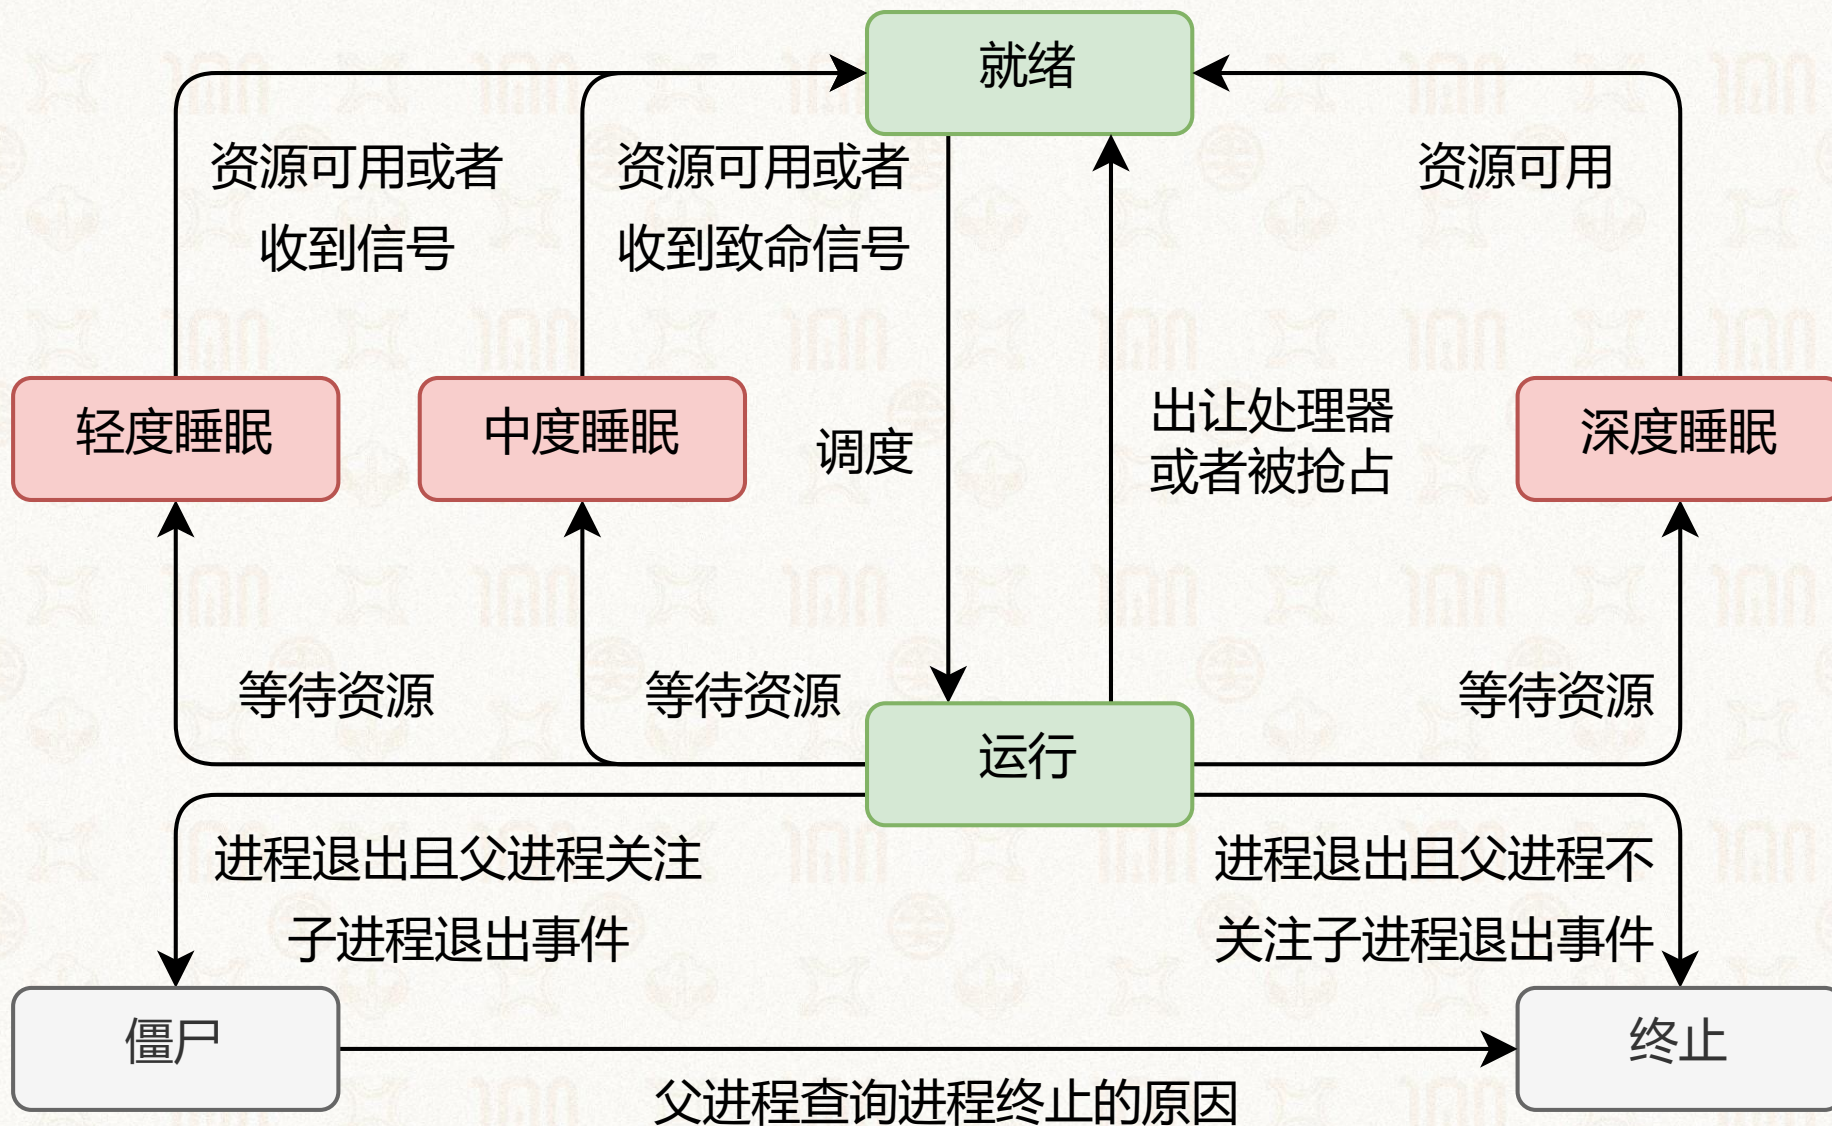 就绪
资源可用或者
收到信号
资源可用或者
收到致命信号
资源可用
轻度睡眠
中度睡眠
调度
出让处理器
或者被抢占
深度睡眠
等待资源
等待资源
等待资源
运行
进程退出且父进程关注
子进程退出事件
进程退出且父进程不
关注子进程退出事件
僵尸
终止
父进程查询进程终止的原因